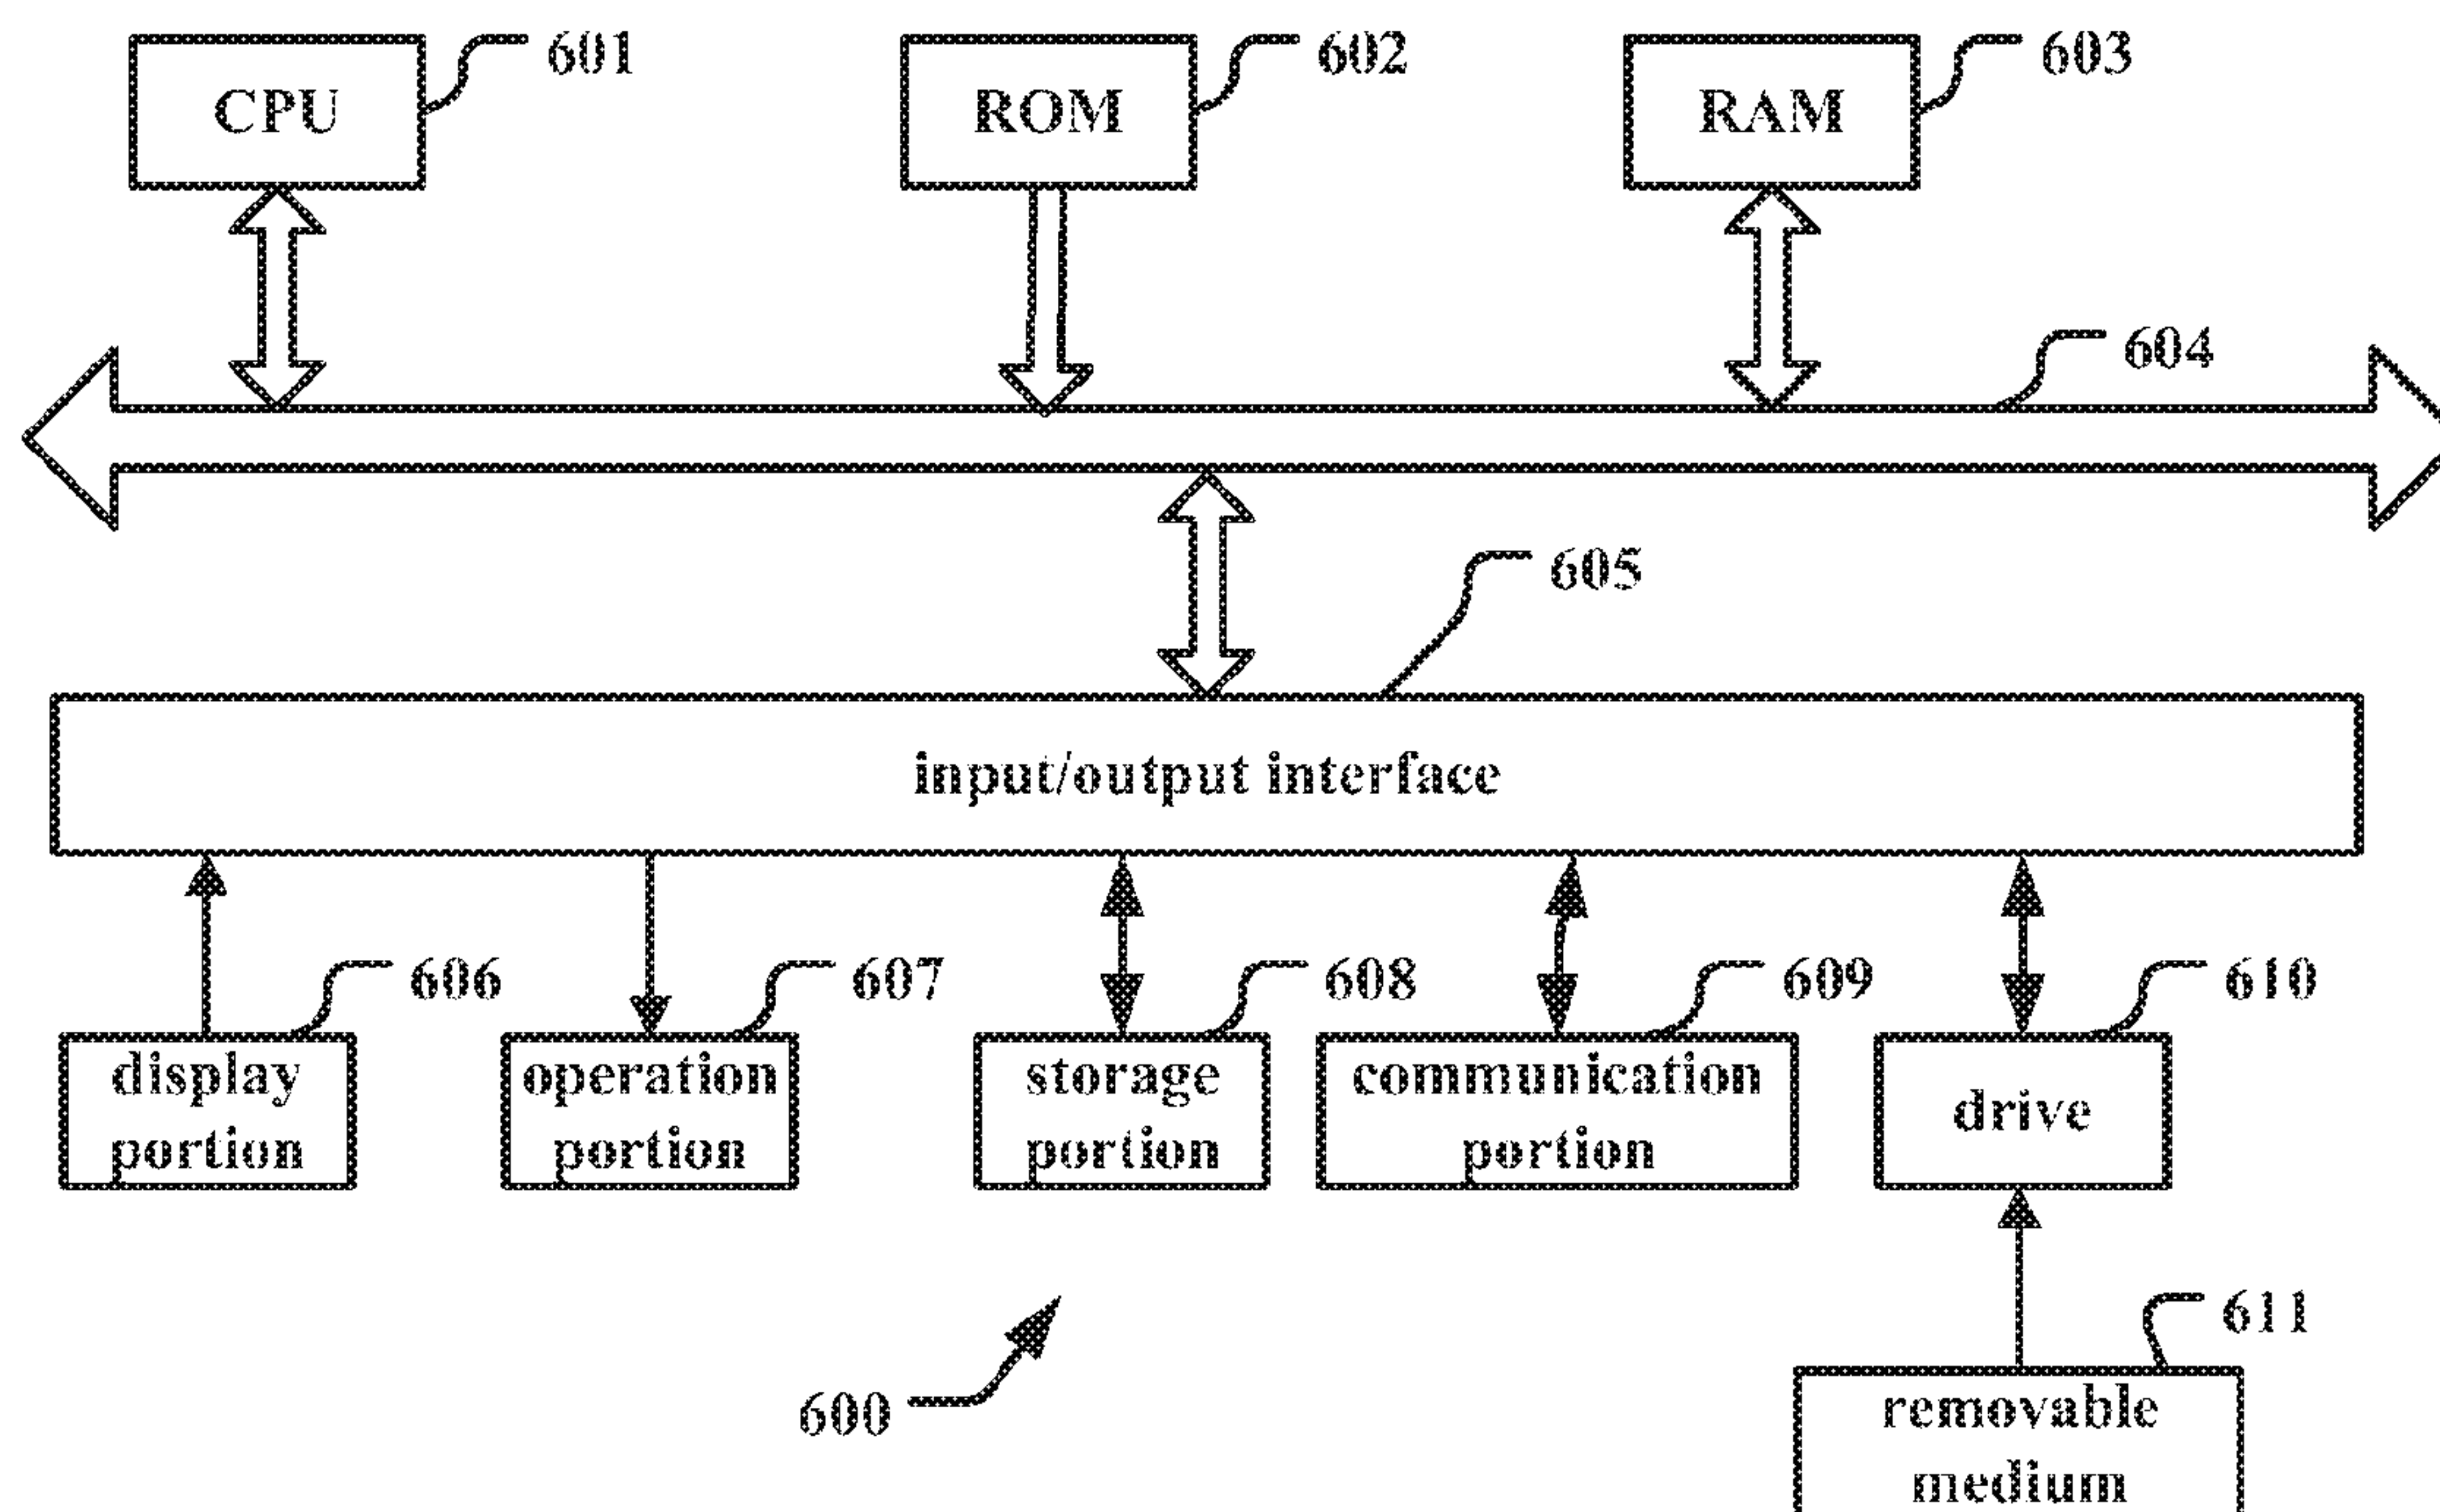 CPU
601
ROM
602
RAM
603
604
605
input/output interface
606
607
608
609
610
display
portion
operation
portion
storage
portion
communication
portion
drive
611
600
removable
medium